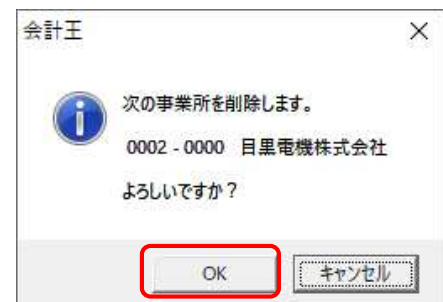 会計王
次の事業所を削除します。
0002 - 0000 目黒電機株式会社
よろしいですか？
OK キャンセル